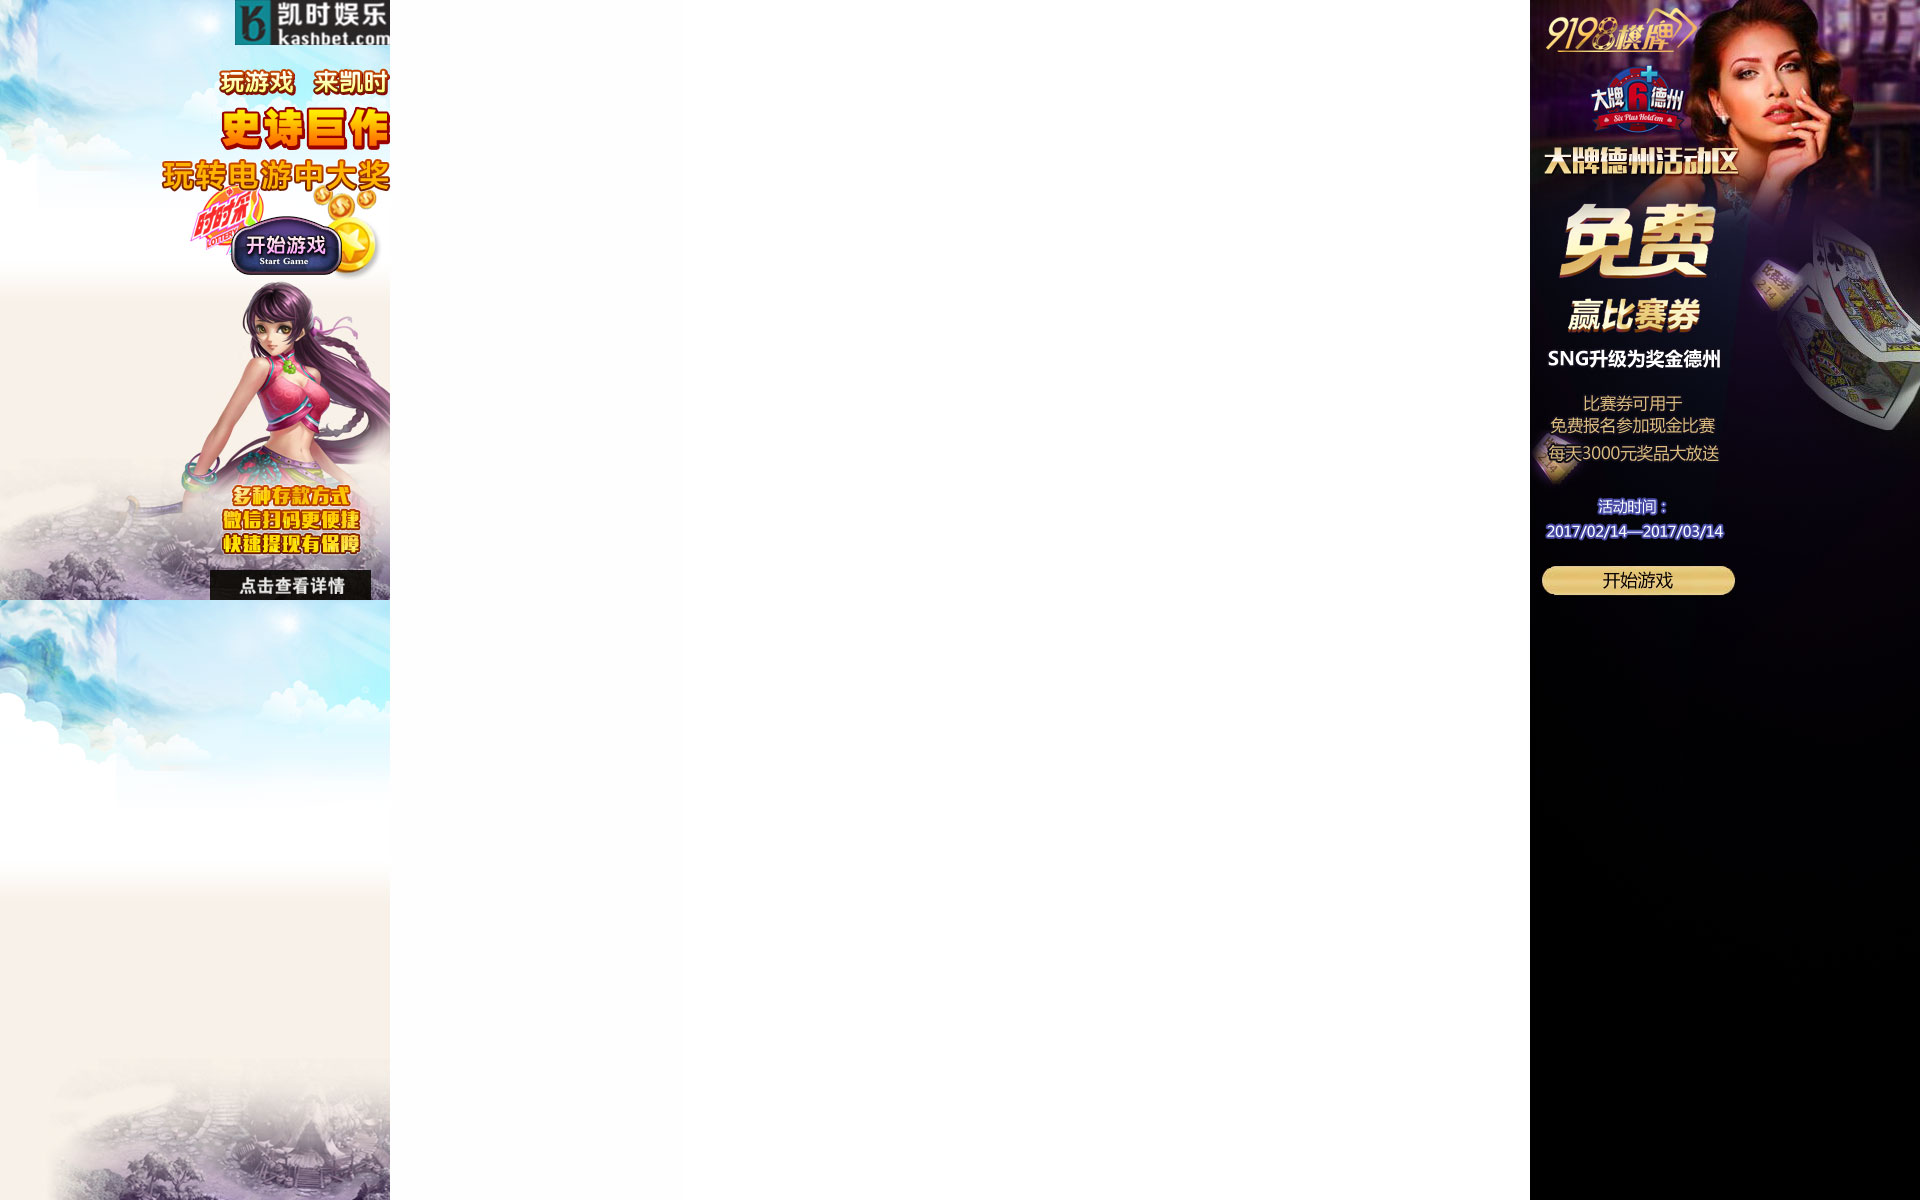 凯时娱乐
kashbet.com
玩游戏 来凯时
史诗巨作
玩转电游中大奖
时时彩
LOTTERY
开始游戏
Start Game
多种存款方式
微信扫码更便捷
快速提现有保障
点击查看详情
9198棋牌
大牌6+德州
Six Plus Hold'em
大牌德州活动区
免费
赢比赛券
SNG升级为奖金德州
比赛券可用于
免费报名参加现金比赛
每天3000元奖品大放送
活动时间：
2017/02/14—2017/03/14
开始游戏
比赛券
2.14